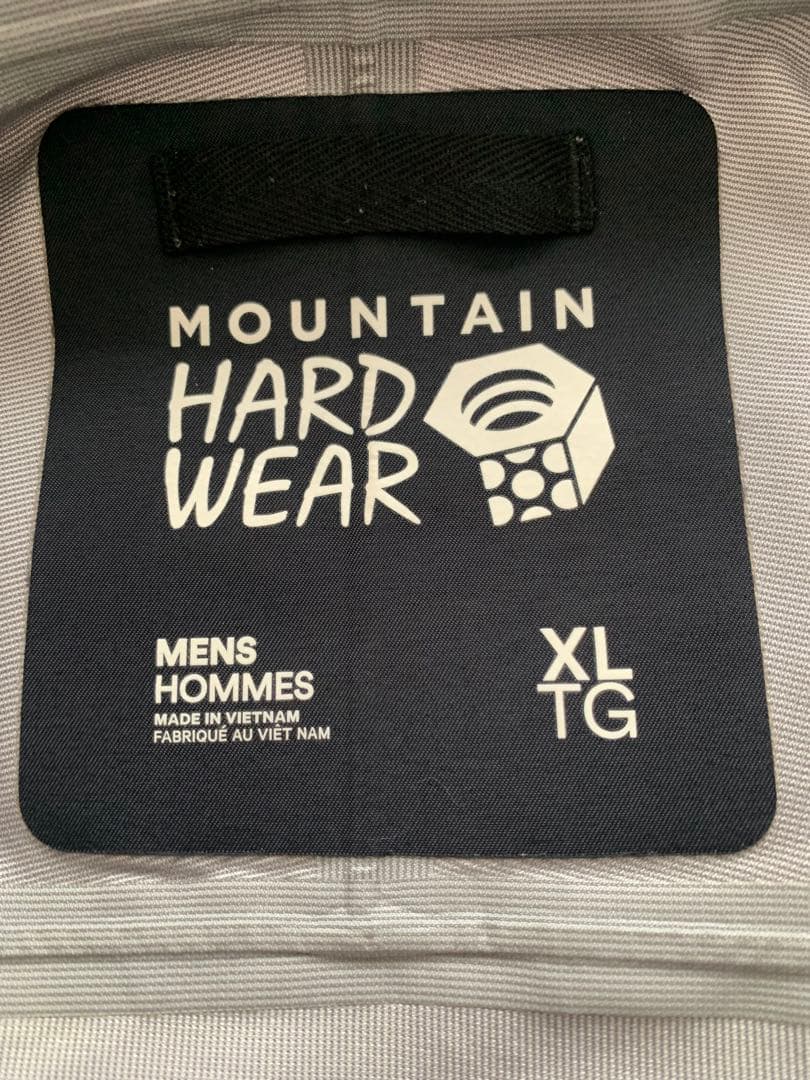 MOUNTAIN
HARD
WEAR
MENS
HOMMES
MADE IN VIETNAM
FABRIQUÉ AU VIÊT NAM
XL
TG